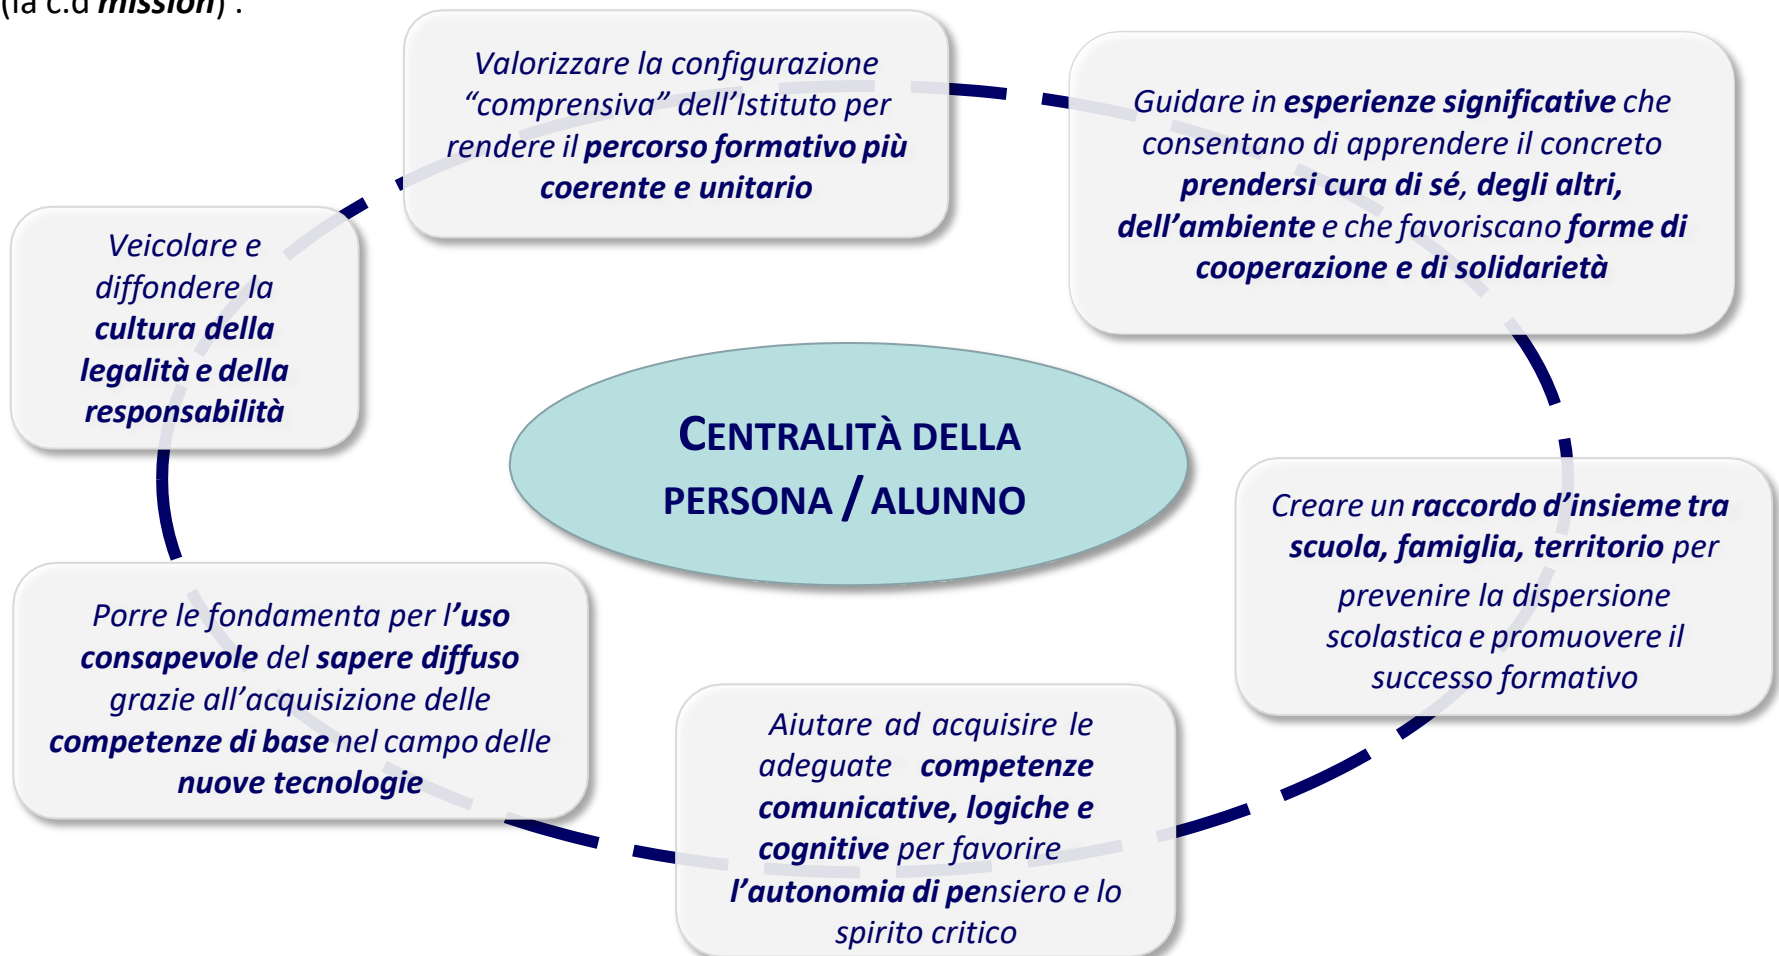 (la c.d mission) .
Valorizzare la configurazione
“comprensiva” dell’Istituto per
rendere il percorso formativo più
coerente e unitario
Guidare in esperienze significative che
consentano di apprendere il concreto
prendersi cura di sé, degli altri,
dell’ambiente e che favoriscano forme di
cooperazione e di solidarietà
Veicolare e
diffondere la
cultura della
legalità e della
responsabilità
CENTRALITÀ DELLA
PERSONA / ALUNNO
Creare un raccordo d’insieme tra
scuola, famiglia, territorio per
prevenire la dispersione
scolastica e promuovere il
successo formativo
Porre le fondamenta per l’uso
consapevole del sapere diffuso
grazie all’acquisizione delle
competenze di base nel campo delle
nuove tecnologie
Aiutare ad acquisire le
adeguate competenze
comunicative, logiche e
cognitive per favorire
l’autonomia di pensiero e lo
spirito critico